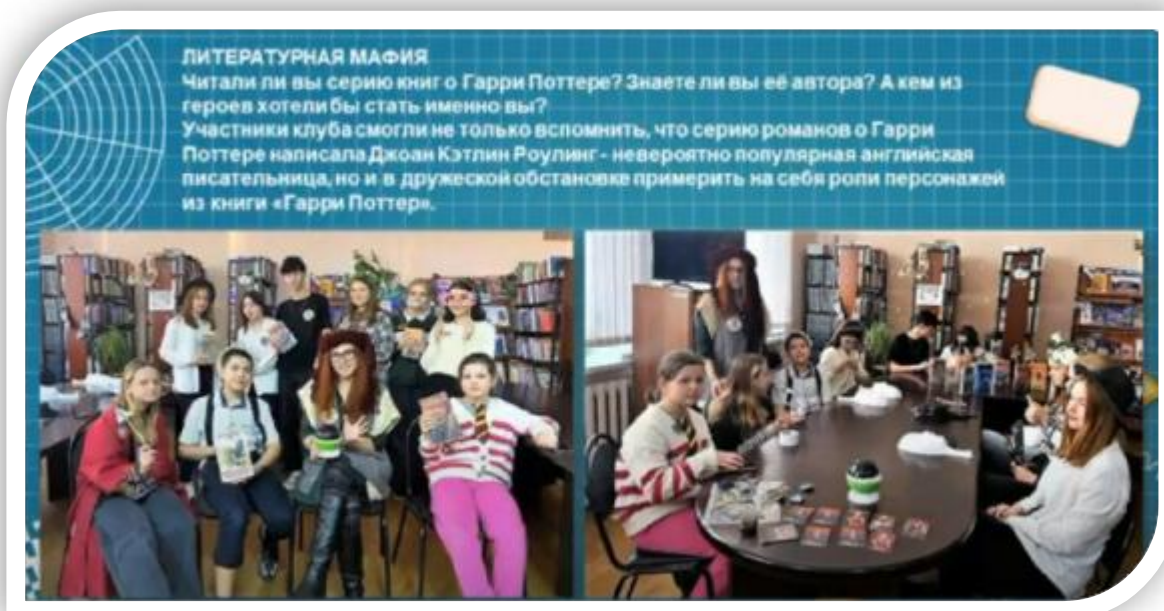 ЛИТЕРАТУРНАЯ МАФИЯ
Читали ли вы серию книг о Гарри Поттере? Знаете ли вы её автора? А кем из
героев хотели бы стать именно вы?
Участники клуба смогли не только вспомнить, что серию романов о Гарри
Поттере написала Джоан Кэтлин Роулинг- невероятно популярная английская
писательница, но и в дружеской обстановке примерить на себя роли персонажей
из книги «Гарри Поттер».